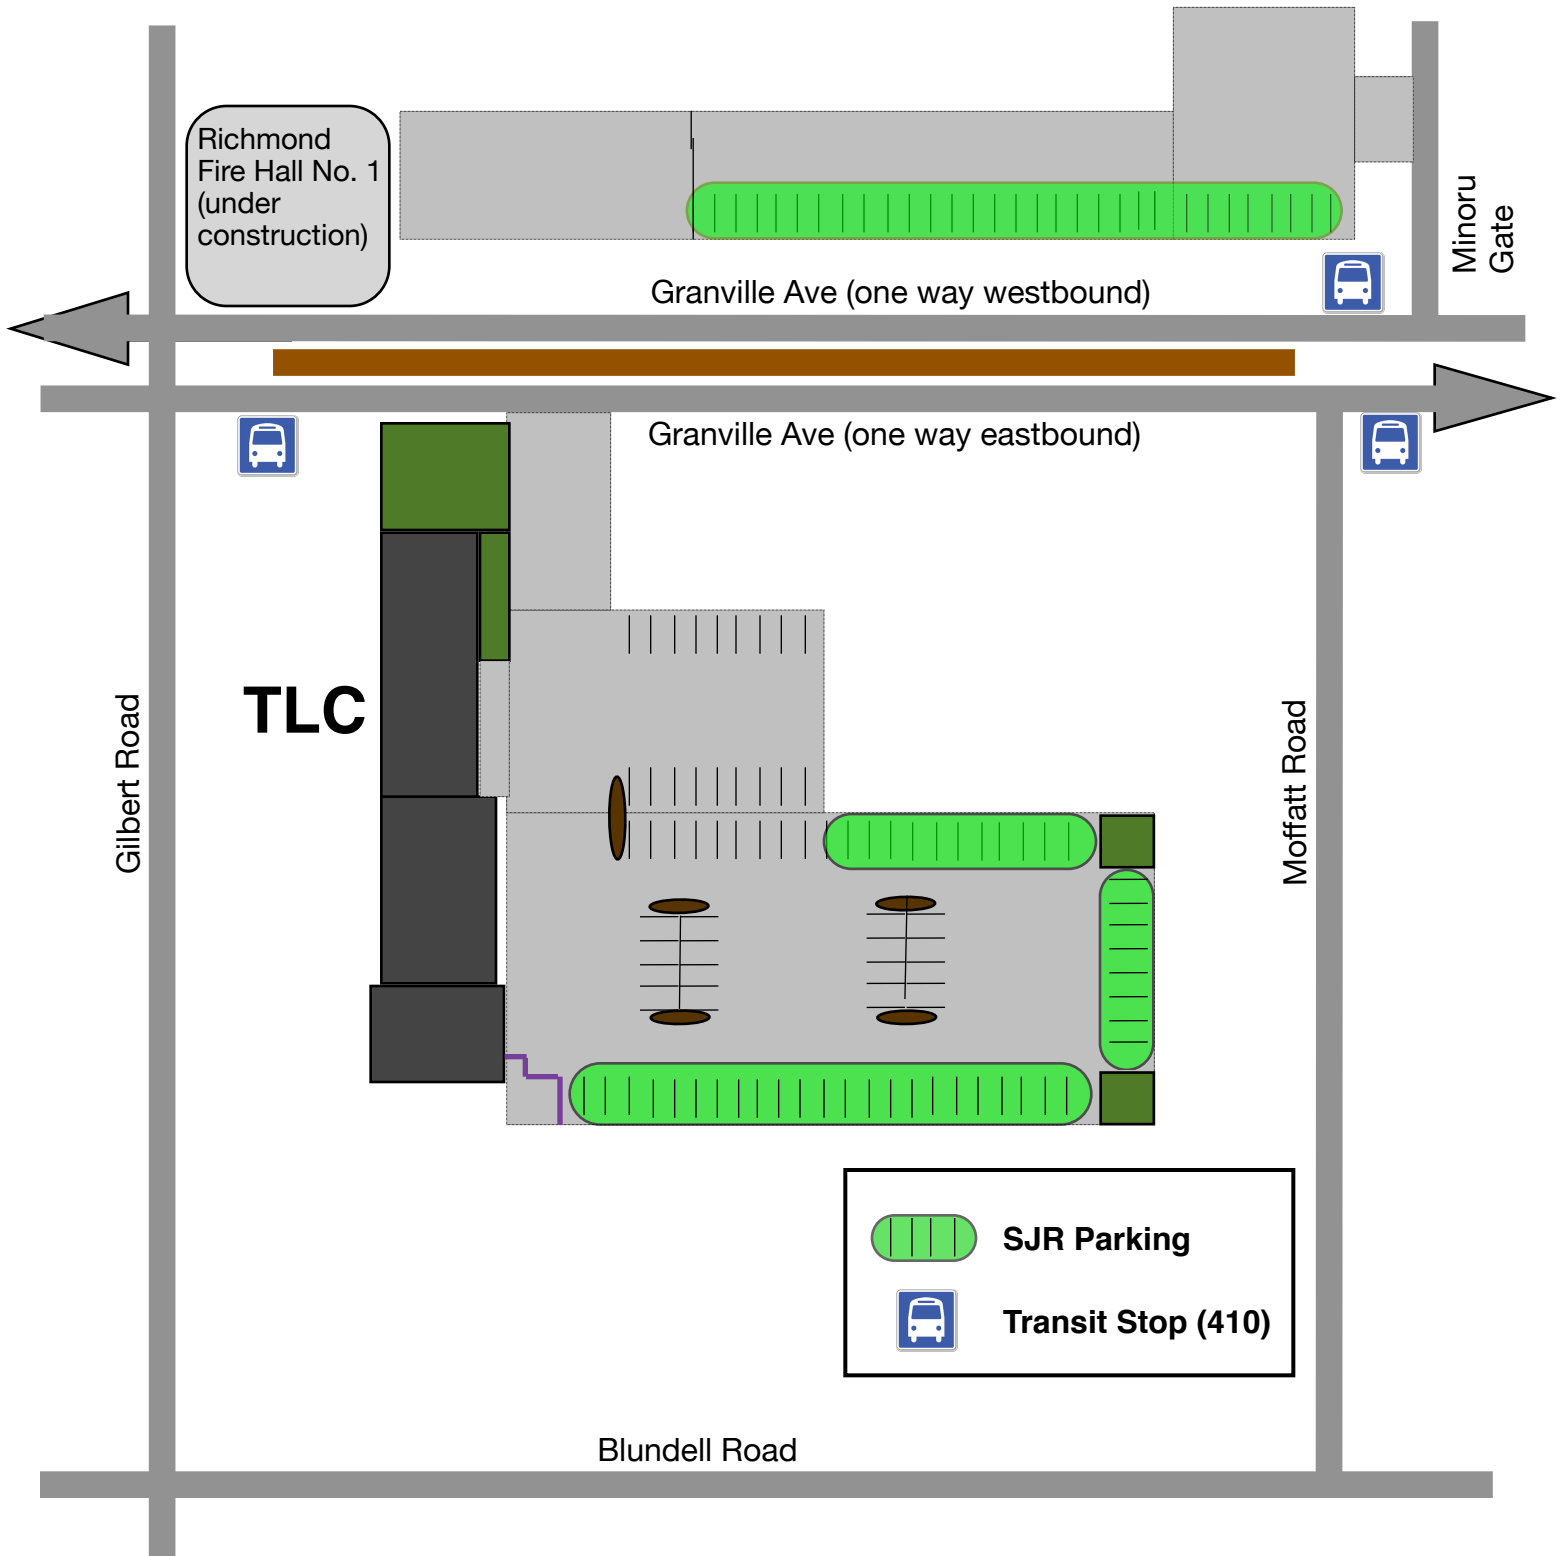 Richmond
Fire Hall No. 1
(under
construction)
Minoru
Gate
Granville Ave (one way westbound)
Granville Ave (one way eastbound)
TLC
Gilbert Road
Moffatt Road
SJR Parking
Transit Stop (410)
Blundell Road